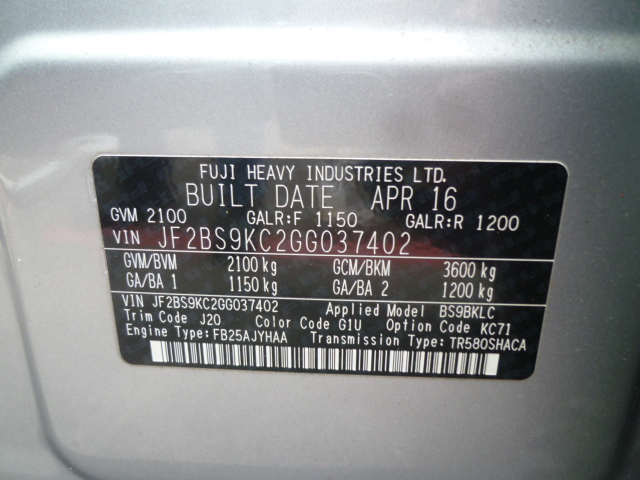 FUJI HEAVY INDUSTRIES LTD.
BUILT DATE APR 16
GVM 2100 GALR:F 1150 GALR:R 1200
VIN JF2BS9KC2GG037402
GVM/BVM 2100 kg GCM/BKM 3600 kg
GA/BA 1 1150 kg GA/BA 2 1200 kg
VIN JF2BS9KC2GG037402 Applied Model BS9BKLC
Trim Code J20 Color Code G1U Option Code KC71
Engine Type:FB25AJYHAA Transmission Type:TR580SHACA